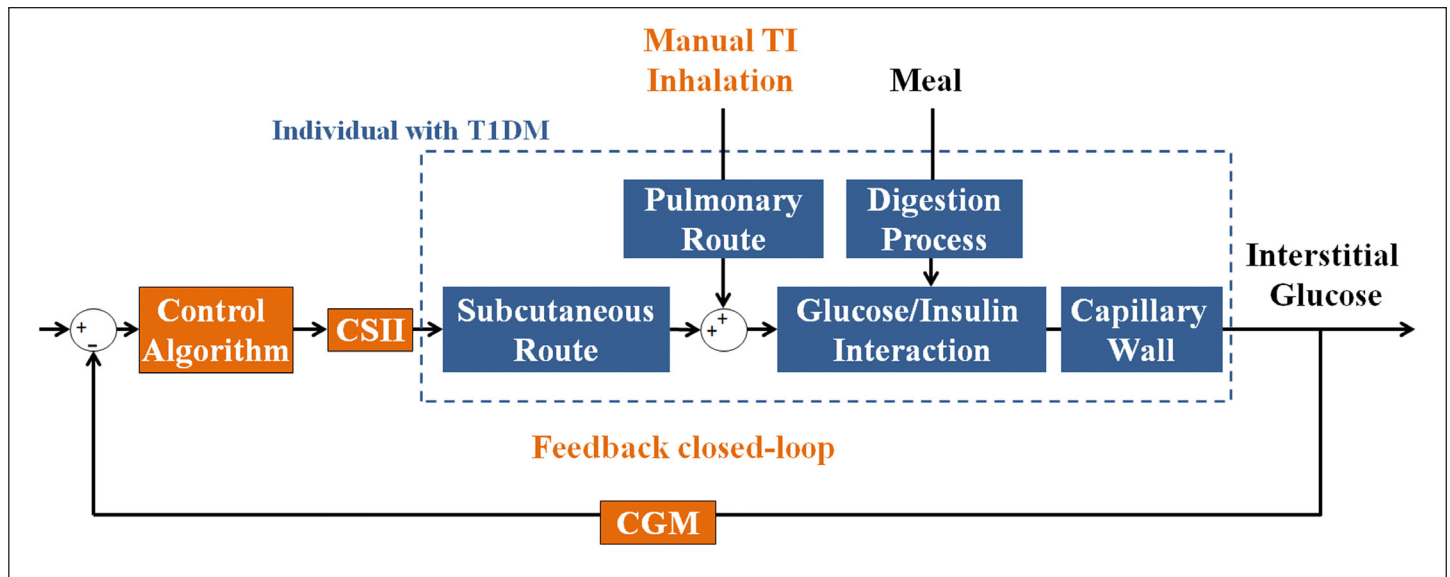 Manual TI
Inhalation
Meal
Individual with T1DM
Pulmonary
Route
Digestion
Process
Interstitial
Glucose
+
-
Control
Algorithm
CSII
Subcutaneous
Route
+
+
Glucose/Insulin
Interaction
Capillary
Wall
Feedback closed-loop
CGM